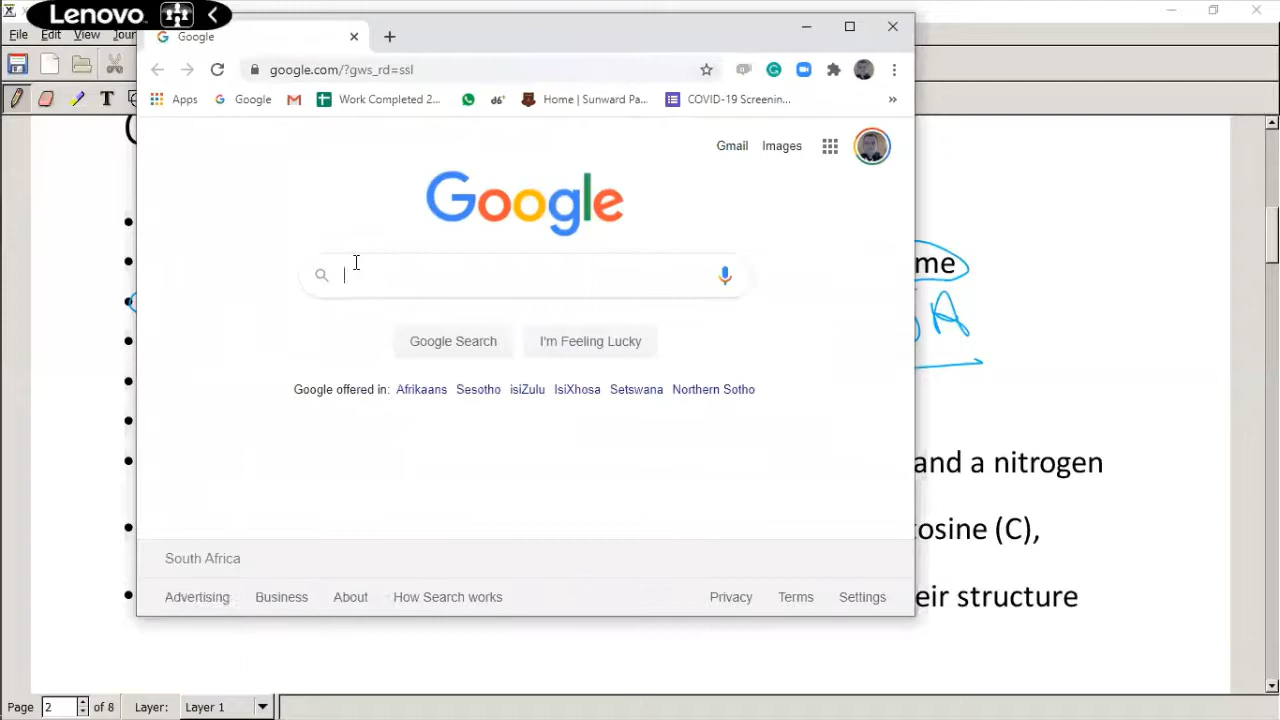 Lenovo
File Edit View Jour
Google
google.com/?gws_rd=ssl
Apps Google Work Completed 2... Home | Sunward Pa... COVID-19 Screenin... »
Gmail Images
Google
me
A
Google Search I'm Feeling Lucky
Google offered in: Afrikaans Sesotho isiZulu IsiXhosa Setswana Northern Sotho
and a nitrogen
tosine (C),
South Africa
Advertising Business About How Search works Privacy Terms Settings
eir structure
Page 2 of 8 Layer: Layer 1